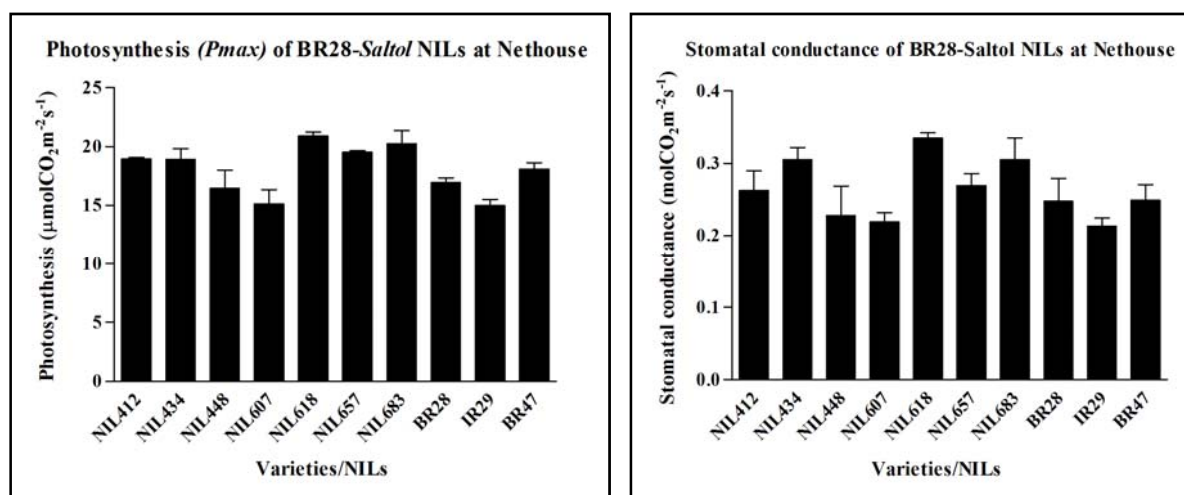 Photosynthesis (Pmax) of BR28-Saltol NILs at Nethouse
Photosynthesis (μmolCO₂m⁻²s⁻¹)
25
20
15
10
5
0
NIL412
NIL434
NIL448
NIL607
NIL618
NIL657
NIL683
BR28
IR29
BR47
Varieties/NILs
Stomatal conductance of BR28-Saltol NILs at Nethouse
Stomatal conductance (molCO₂m⁻²s⁻¹)
0.4
0.3
0.2
0.1
0.0
NIL412
NIL434
NIL448
NIL607
NIL618
NIL657
NIL683
BR28
IR29
BR47
Varieties/NILs